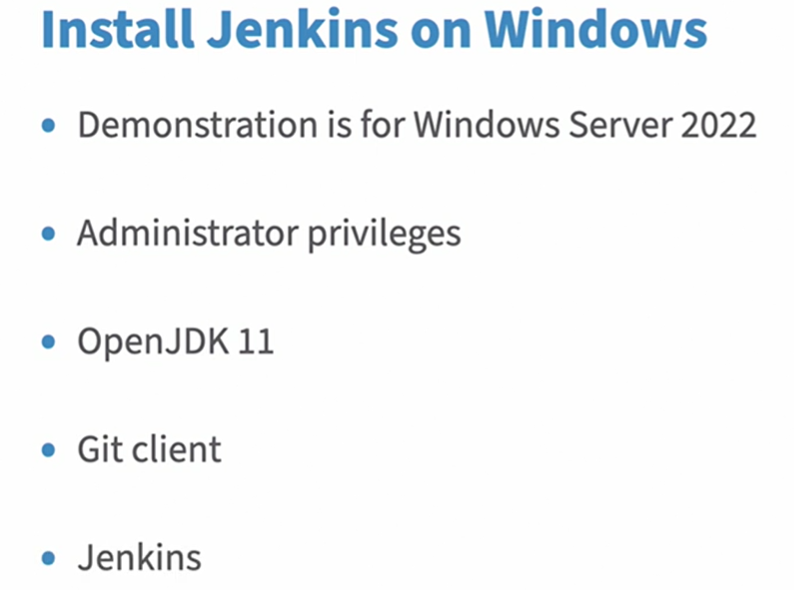 Install Jenkins on Windows
• Demonstration is for Windows Server 2022
• Administrator privileges
• OpenJDK 11
• Git client
• Jenkins